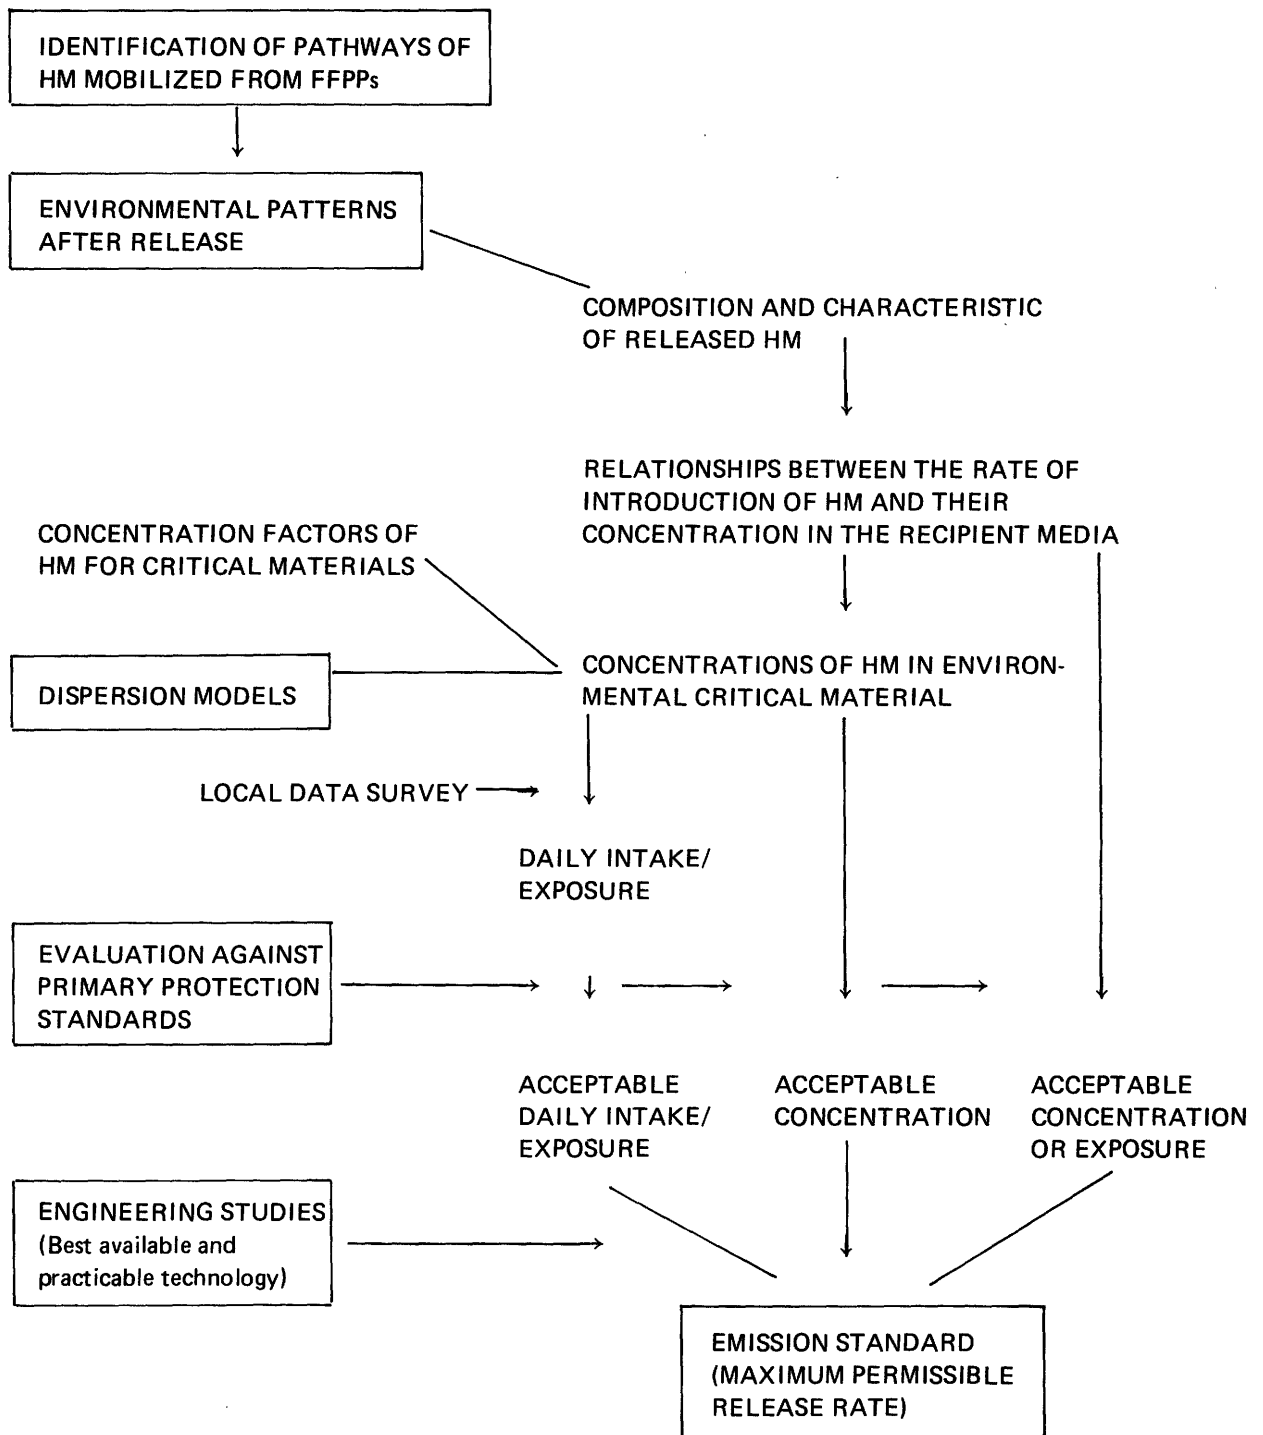 IDENTIFICATION OF PATHWAYS OF
HM MOBILIZED FROM FFPPs
ENVIRONMENTAL PATTERNS
AFTER RELEASE
COMPOSITION AND CHARACTERISTIC
OF RELEASED HM
RELATIONSHIPS BETWEEN THE RATE OF
INTRODUCTION OF HM AND THEIR
CONCENTRATION IN THE RECIPIENT MEDIA
CONCENTRATION FACTORS OF
HM FOR CRITICAL MATERIALS
DISPERSION MODELS
CONCENTRATIONS OF HM IN ENVIRON-
MENTAL CRITICAL MATERIAL
LOCAL DATA SURVEY
DAILY INTAKE/
EXPOSURE
EVALUATION AGAINST
PRIMARY PROTECTION
STANDARDS
ACCEPTABLE
DAILY INTAKE/
EXPOSURE
ACCEPTABLE
CONCENTRATION
ACCEPTABLE
CONCENTRATION
OR EXPOSURE
ENGINEERING STUDIES
(Best available and
practicable technology)
EMISSION STANDARD
(MAXIMUM PERMISSIBLE
RELEASE RATE)